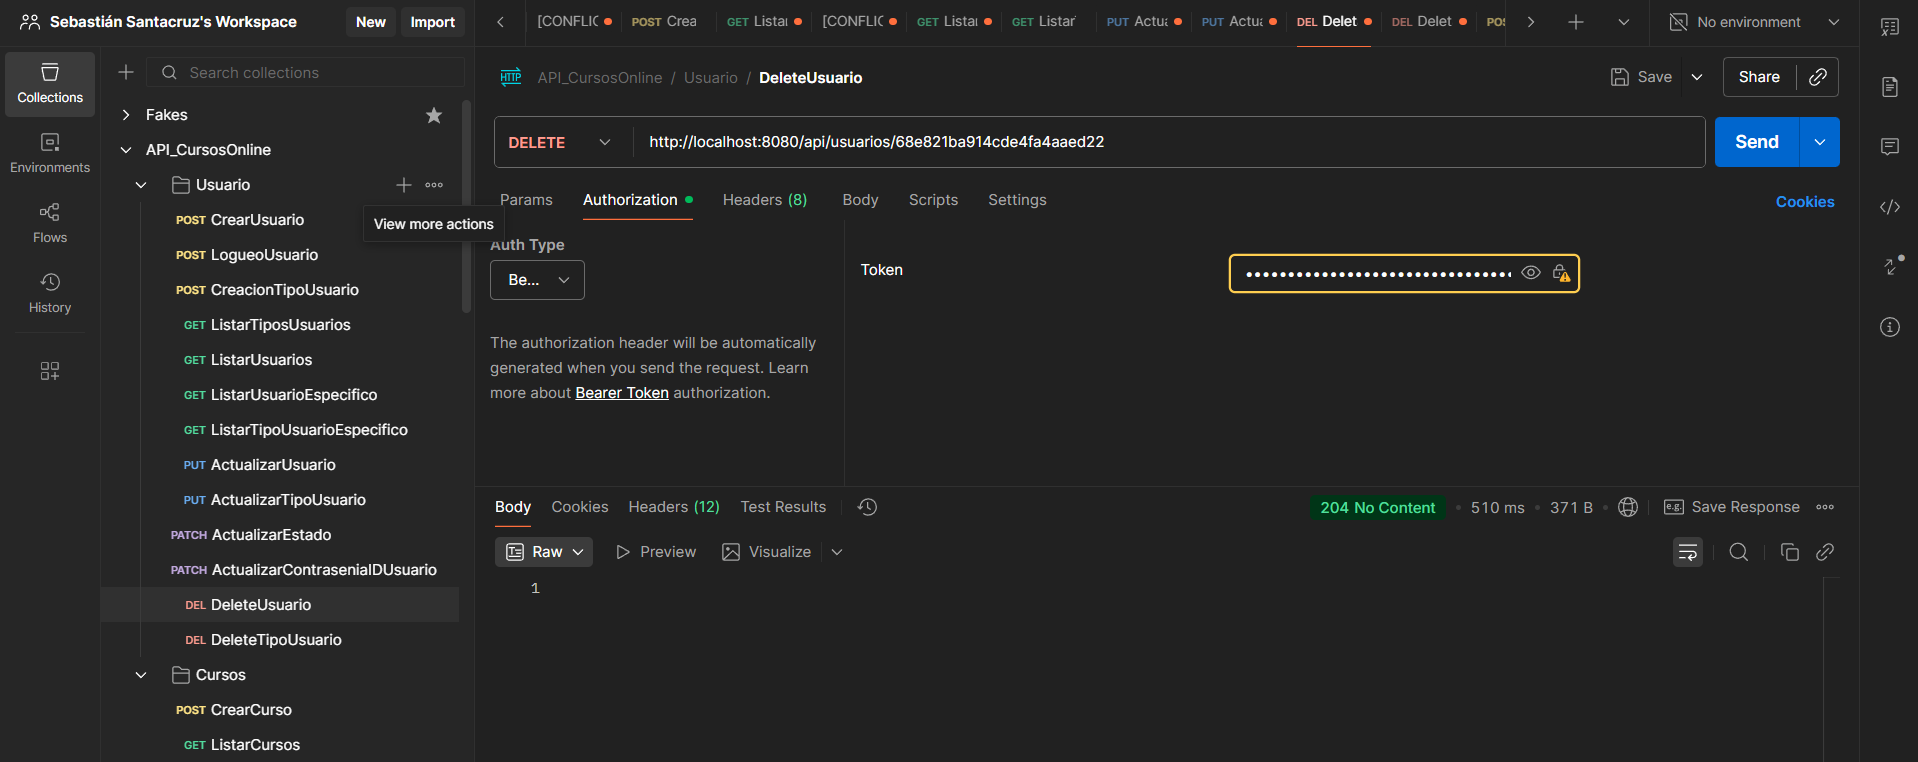 Sebastián Santacruz's Workspace
New
Import
[CONFLIC
POST Crea
GET Lista
[CONFLIC
GET Lista
GET Listar
PUT Actua
PUT Actua
DEL Delet
DEL Delet
POS
No environment
Collections
Environments
Flows
History
Search collections
Fakes
API_CursosOnline
Usuario
POST CrearUsuario
View more actions
POST LogueoUsuario
POST CreacionTipoUsuario
GET ListarTiposUsuarios
GET ListarUsuarios
GET ListarUsuarioEspecifico
GET ListarTipoUsuarioEspecifico
PUT ActualizarUsuario
PUT ActualizarTipoUsuario
PATCH ActualizarEstado
PATCH ActualizarContraseniaIDUsuario
DEL DeleteUsuario
DEL DeleteTipoUsuario
Cursos
POST CrearCurso
GET ListarCursos
HTTP API_CursosOnline / Usuario / DeleteUsuario
Save
Share
DELETE
http://localhost:8080/api/usuarios/68e821ba914cde4fa4aaed22
Send
Params
Authorization
Headers (8)
Body
Scripts
Settings
Cookies
Auth Type
Be...
The authorization header will be automatically
generated when you send the request. Learn
more about Bearer Token authorization.
Token
Body
Cookies
Headers (12)
Test Results
204 No Content
510 ms
371 B
e.g.
Save Response
Raw
Preview
Visualize
1